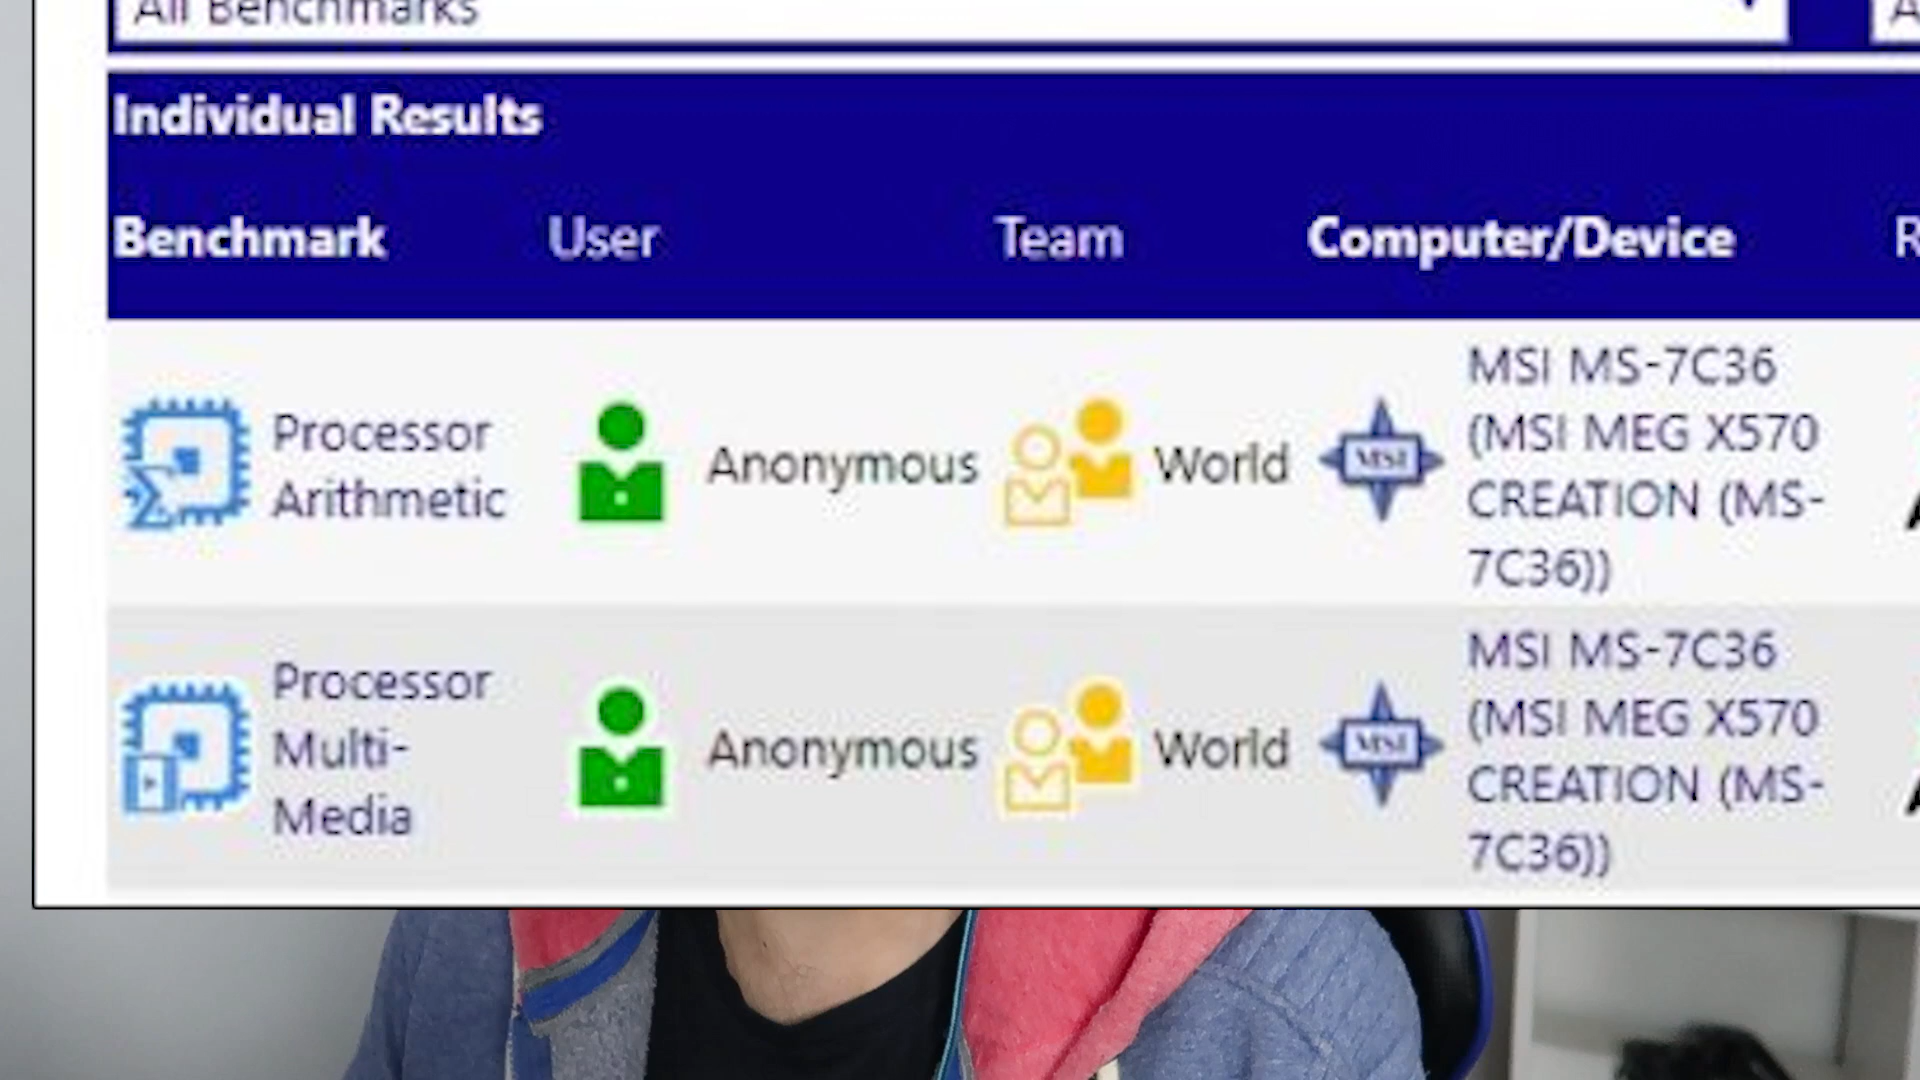 All Benchmarks
Individual Results
Benchmark User Team Computer/Device
Processor
Arithmetic
Anonymous
World
MSI
MSI MS-7C36
(MSI MEG X570
CREATION (MS-
7C36))
Processor
Multi-
Media
Anonymous
World
MSI
MSI MS-7C36
(MSI MEG X570
CREATION (MS-
7C36))